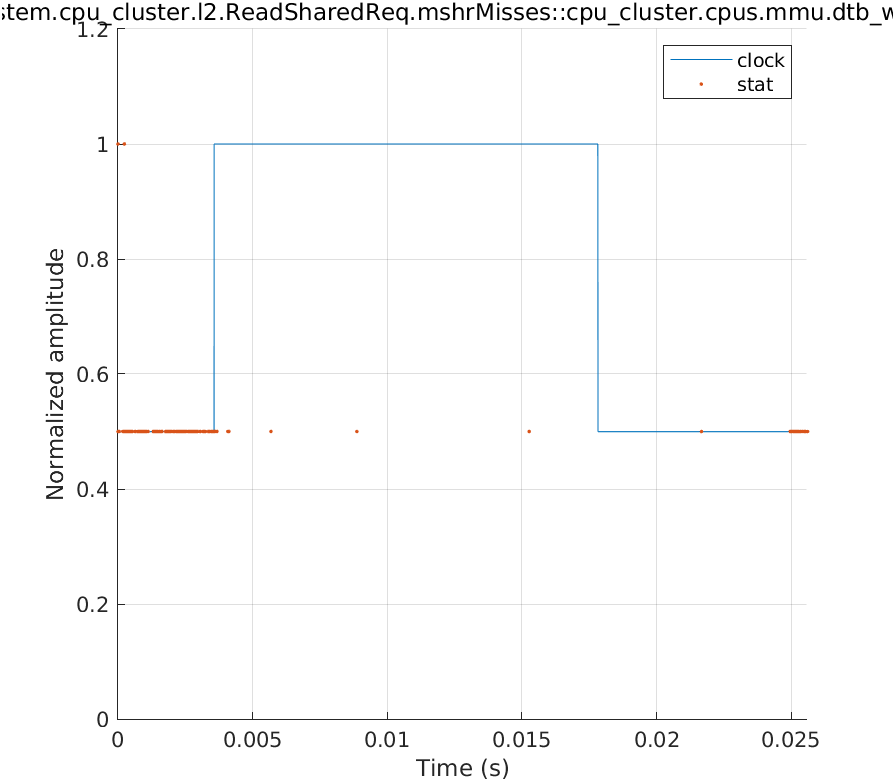 stem.cpu_cluster.l2.ReadSharedReq.mshrMisses::cpu_cluster.cpus.mmu.dtb_w
clock
stat
1.2
1
0.8
0.6
0.4
0.2
0
Normalized amplitude
0 0.005 0.01 0.015 0.02 0.025
Time (s)